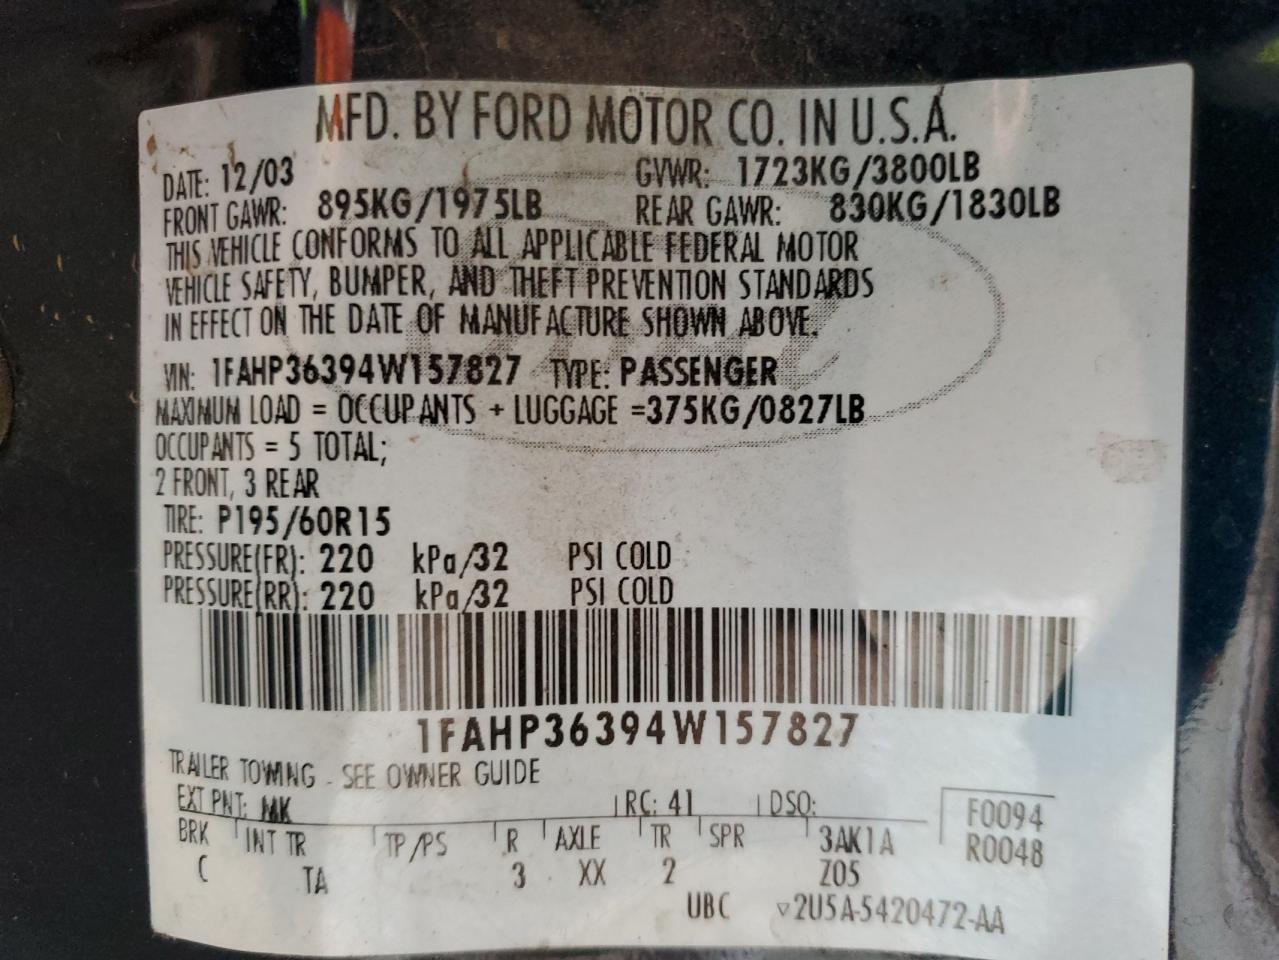 MFD. BY FORD MOTOR CO. IN U.S.A.
DATE: 12/03 GVWR: 1723KG/3800LB
FRONT GAWR: 895KG/1975LB REAR GAWR: 830KG/1830LB
THIS VEHICLE CONFORMS TO ALL APPLICABLE FEDERAL MOTOR
VEHICLE SAFETY, BUMPER, AND THEFT PREVENTION STANDARDS
IN EFFECT ON THE DATE OF MANUFACTURE SHOWN ABOVE.
VIN: 1FAHP36394W157827 TYPE: PASSENGER
MAXIMUM LOAD = OCCUPANTS + LUGGAGE =375KG/0827LB
OCCUPANTS = 5 TOTAL;
2 FRONT, 3 REAR
TIRE: P195/60R15
PRESSURE(FR): 220 kPa/32 PSI COLD
PRESSURE(RR): 220 kPa/32 PSI COLD
1FAHP36394W157827
TRAILER TOWING - SEE OWNER GUIDE
EXT PNT: MK RC: 41 DSO: F0094
BRK INT TR TP/PS R AXLE TR SPR 3AK1A R0048
C TA 3 XX 2 Z05
UBC ▽2U5A-5420472-AA